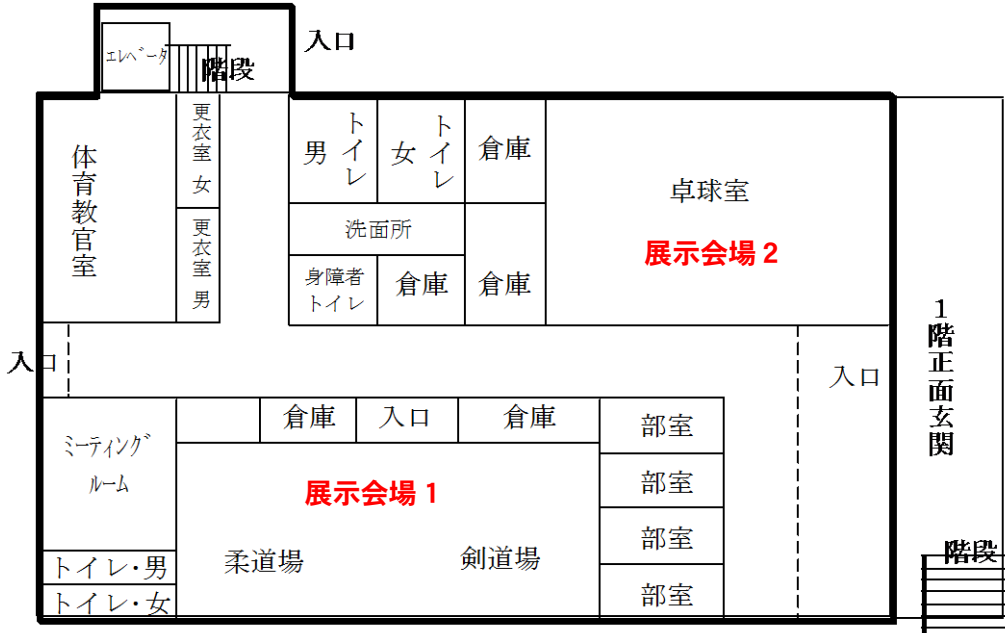 入口
エレベータ
階段
体育教官室
更衣室 女
更衣室 男
男トイレ
女トイレ
倉庫
洗面所
身障者
トイレ
倉庫
倉庫
卓球室
展示会場2
1階正面玄関
入口
入口
ミーティング
ルーム
トイレ・男
トイレ・女
倉庫
入口
倉庫
展示会場1
柔道場
剣道場
部室
部室
部室
部室
階段